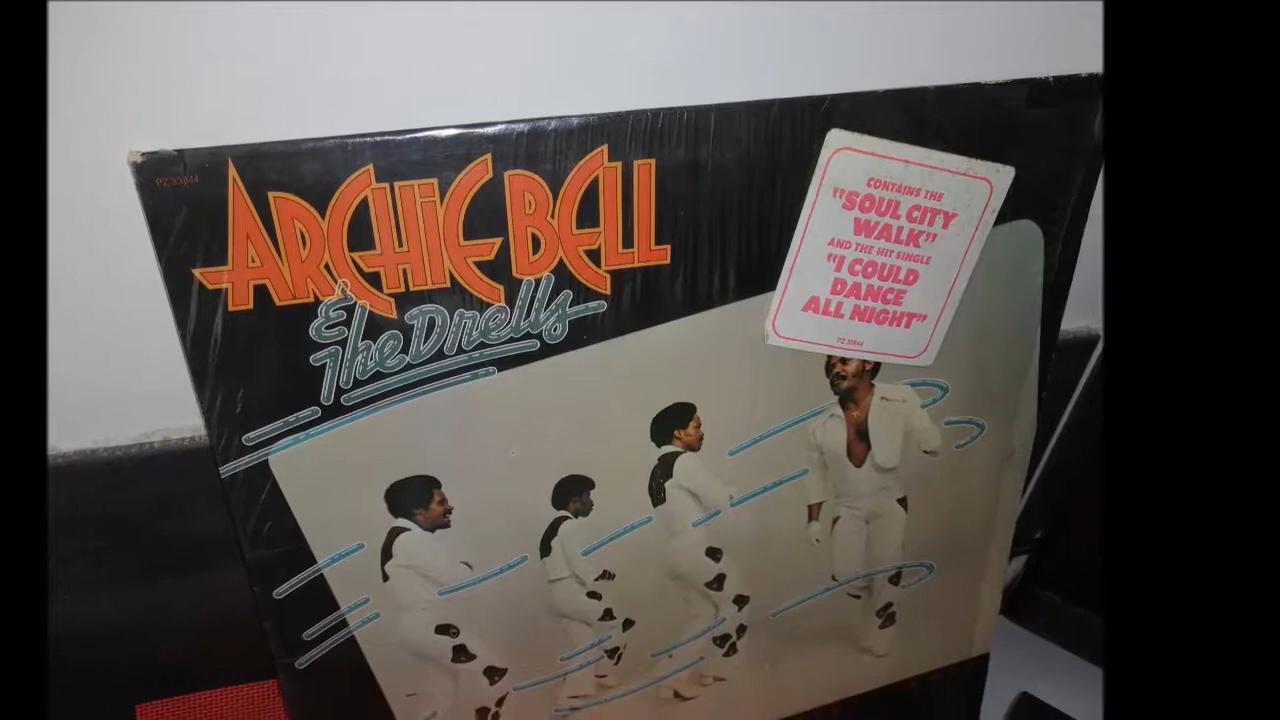 PZ 33844
ARCHIE BELL
& The Drells
CONTAINS THE
"SOUL CITY
WALK"
AND THE HIT SINGLE
"I COULD
DANCE
ALL NIGHT"
PZ 33844